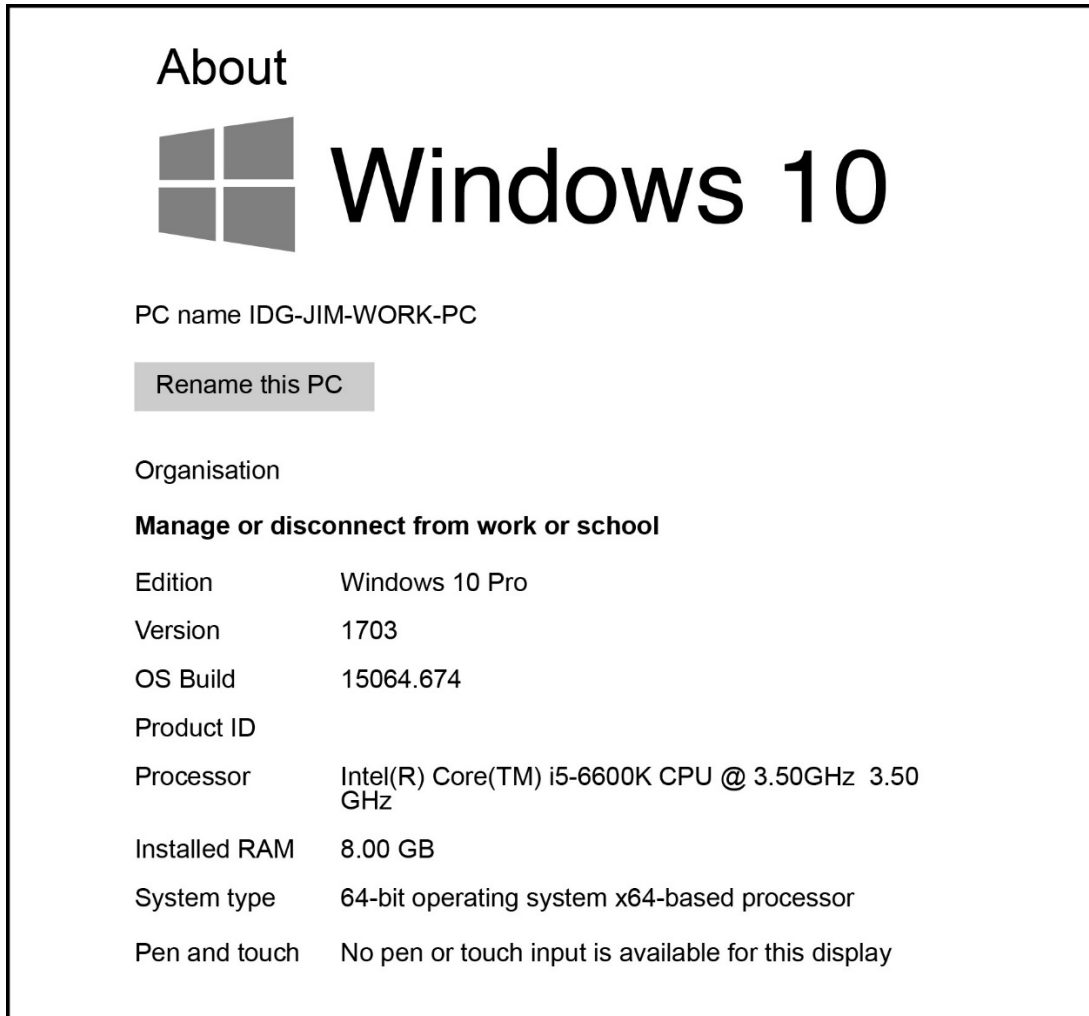 About
Windows 10
PC name IDG-JIM-WORK-PC
Rename this PC
Organisation
Manage or disconnect from work or school
Edition Windows 10 Pro
Version 1703
OS Build 15064.674
Product ID
Processor Intel(R) Core(TM) i5-6600K CPU @ 3.50GHz 3.50
GHz
Installed RAM 8.00 GB
System type 64-bit operating system x64-based processor
Pen and touch No pen or touch input is available for this display